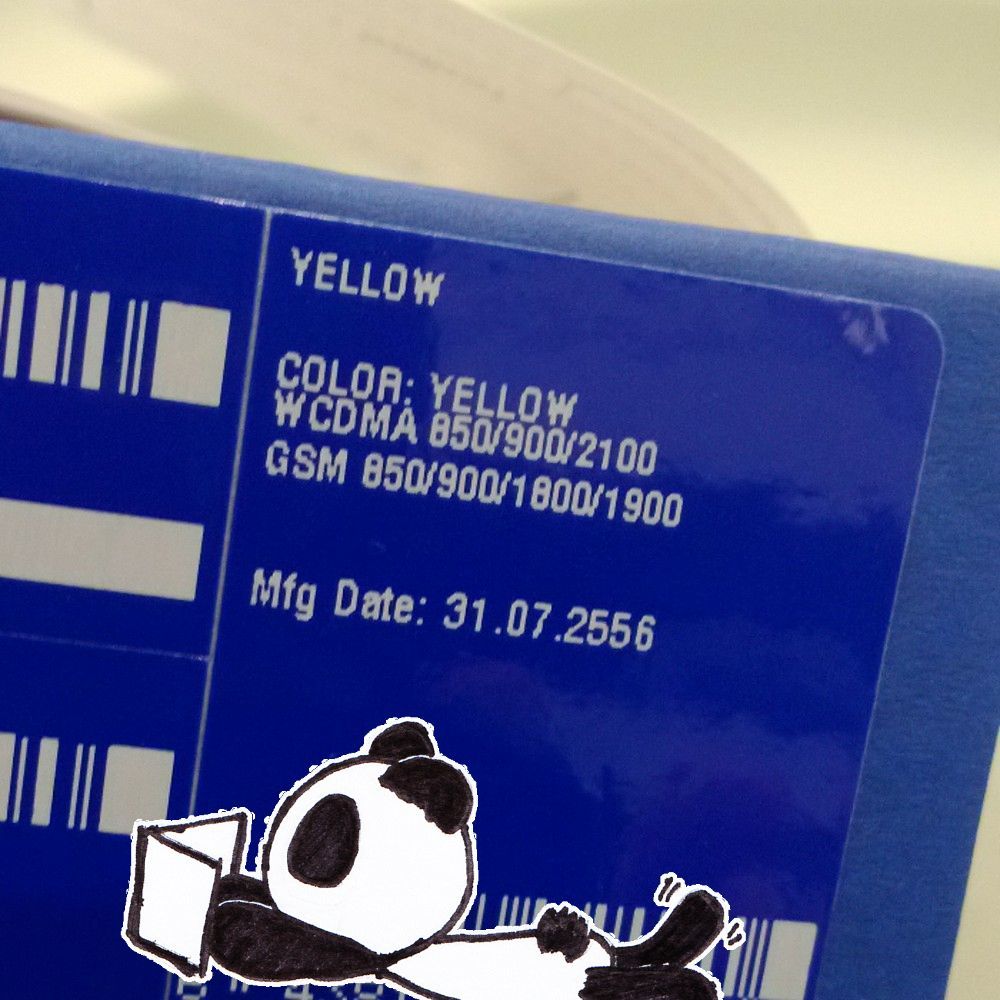 YELLOW
COLOR: YELLOW
WCDMA 850/900/2100
GSM 850/900/1800/1900
Mfg Date: 31.07.2556